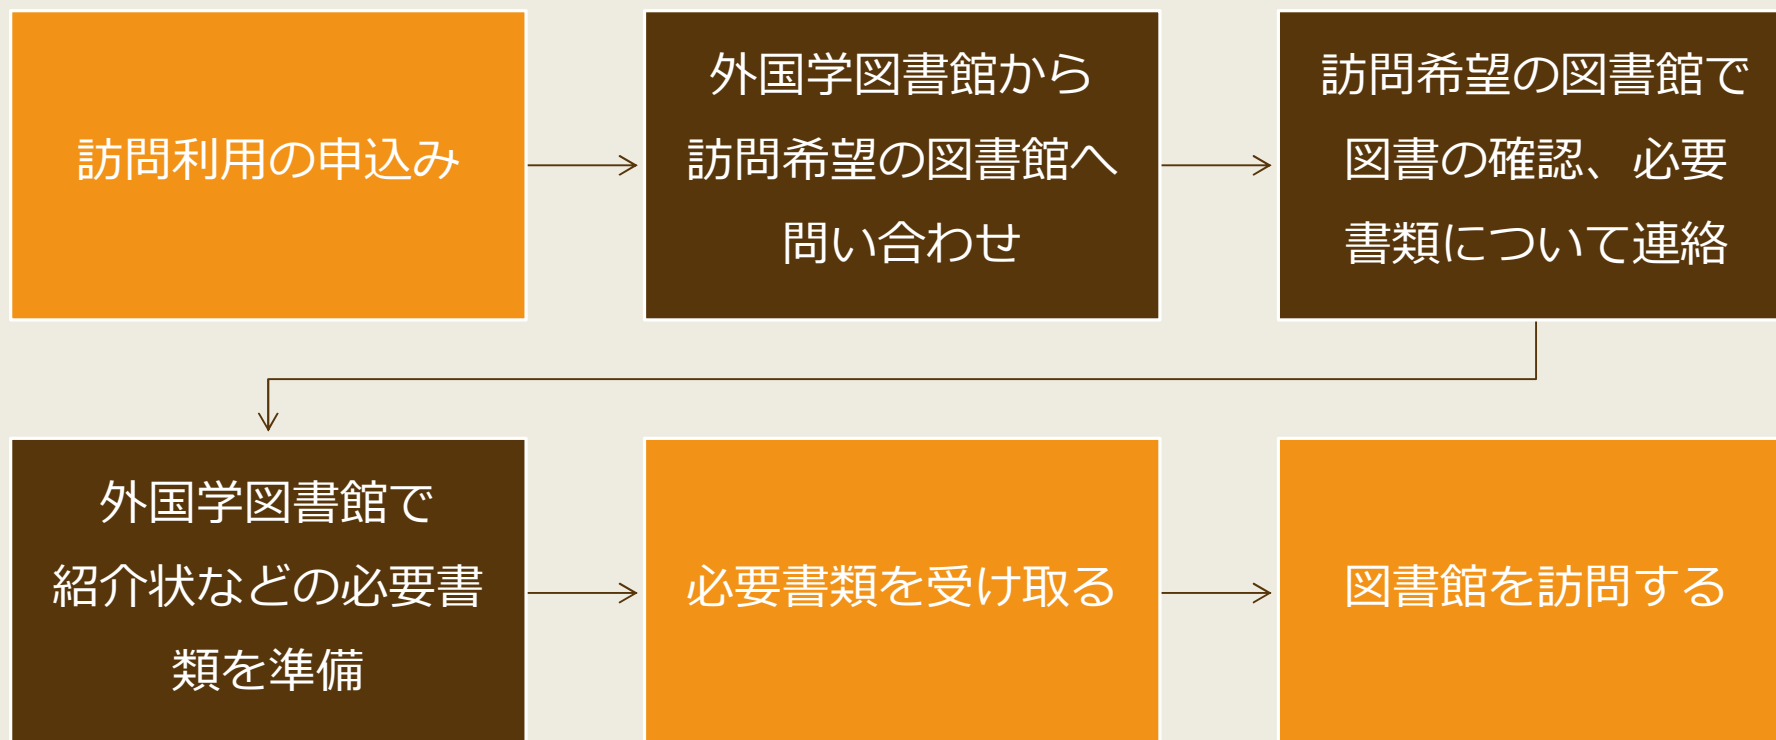 訪問利用の申込み
外国学図書館から
訪問希望の図書館へ
問い合わせ
訪問希望の図書館で
図書の確認、必要
書類について連絡
外国学図書館で
紹介状などの必要書
類を準備
必要書類を受け取る
図書館を訪問する